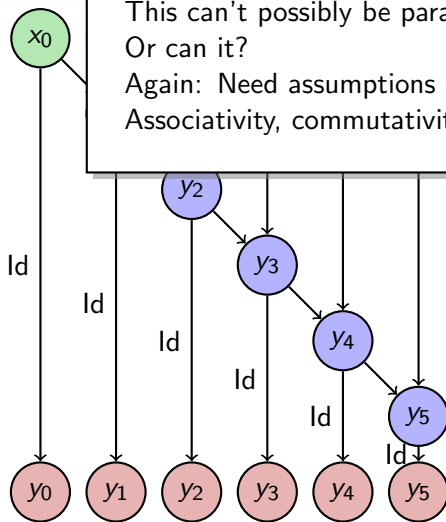 This can't possibly be para
Or can it?
Again: Need assumptions
Associativity, commutativit
x0
y2
y3
y4
y5
Id
Id
Id
Id
Id
Id
y0 y1 y2 y3 y4 y5